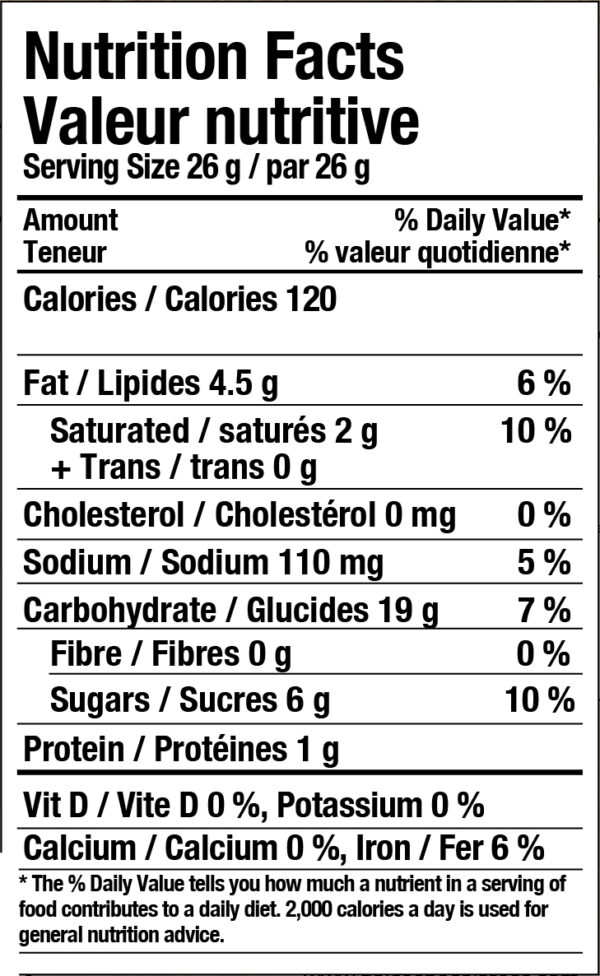 Nutrition Facts
Valeur nutritive
Serving Size 26 g / par 26 g
Amount % Daily Value*
Teneur % valeur quotidienne*
Calories / Calories 120
Fat / Lipides 4.5 g 6 %
Saturated / saturés 2 g 10 %
+ Trans / trans 0 g
Cholesterol / Cholestérol 0 mg 0 %
Sodium / Sodium 110 mg 5 %
Carbohydrate / Glucides 19 g 7 %
Fibre / Fibres 0 g 0 %
Sugars / Sucres 6 g 10 %
Protein / Protéines 1 g
Vit D / Vite D 0 %, Potassium 0 %
Calcium / Calcium 0 %, Iron / Fer 6 %
* The % Daily Value tells you how much a nutrient in a serving of
food contributes to a daily diet. 2,000 calories a day is used for
general nutrition advice.